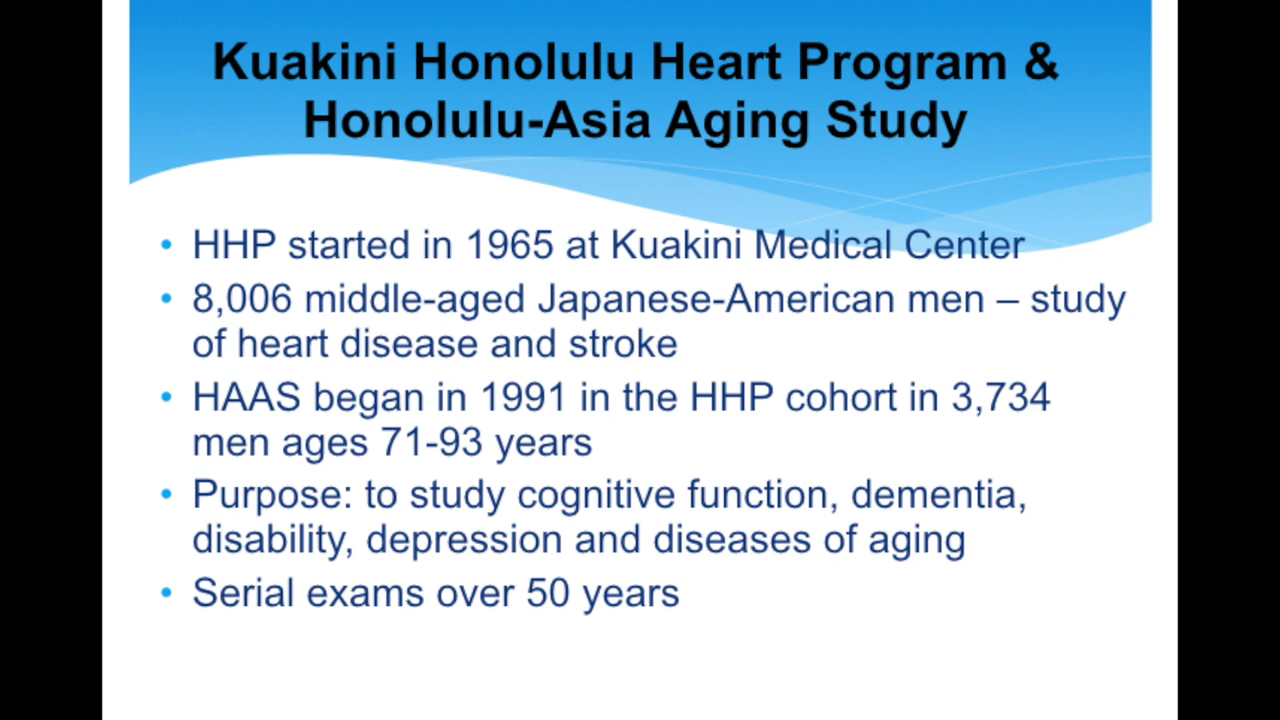 Kuakini Honolulu Heart Program &
Honolulu-Asia Aging Study
• HHP started in 1965 at Kuakini Medical Center
• 8,006 middle-aged Japanese-American men – study
of heart disease and stroke
• HAAS began in 1991 in the HHP cohort in 3,734
men ages 71-93 years
• Purpose: to study cognitive function, dementia,
disability, depression and diseases of aging
• Serial exams over 50 years